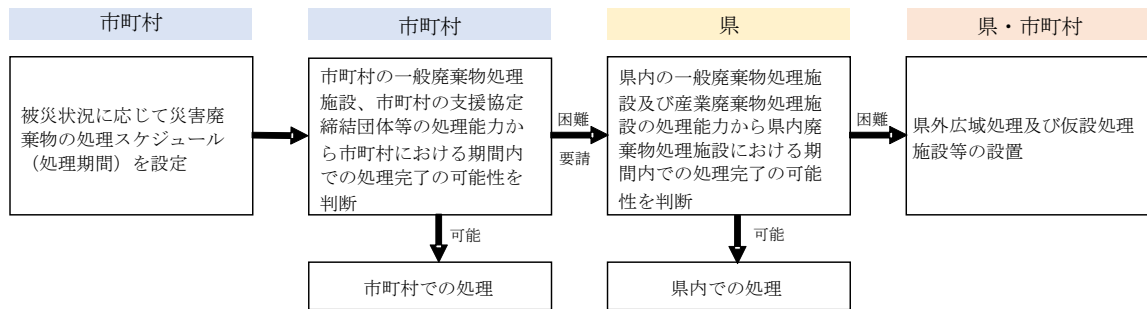 市町村
市町村
県
県・市町村
被災状況に応じて災害廃
棄物の処理スケジュール
（処理期間）を設定
市町村の一般廃棄物処理
施設、市町村の支援協定
締結団体等の処理能力か
ら市町村における期間内
での処理完了の可能性を
判断
困難
要請
県内の一般廃棄物処理施
設及び産業廃棄物処理施
設の処理能力から県内廃
棄物処理施設における期
間内での処理完了の可能
性を判断
困難
県外広域処理及び仮設処理
施設等の設置
可能
可能
市町村での処理
県内での処理